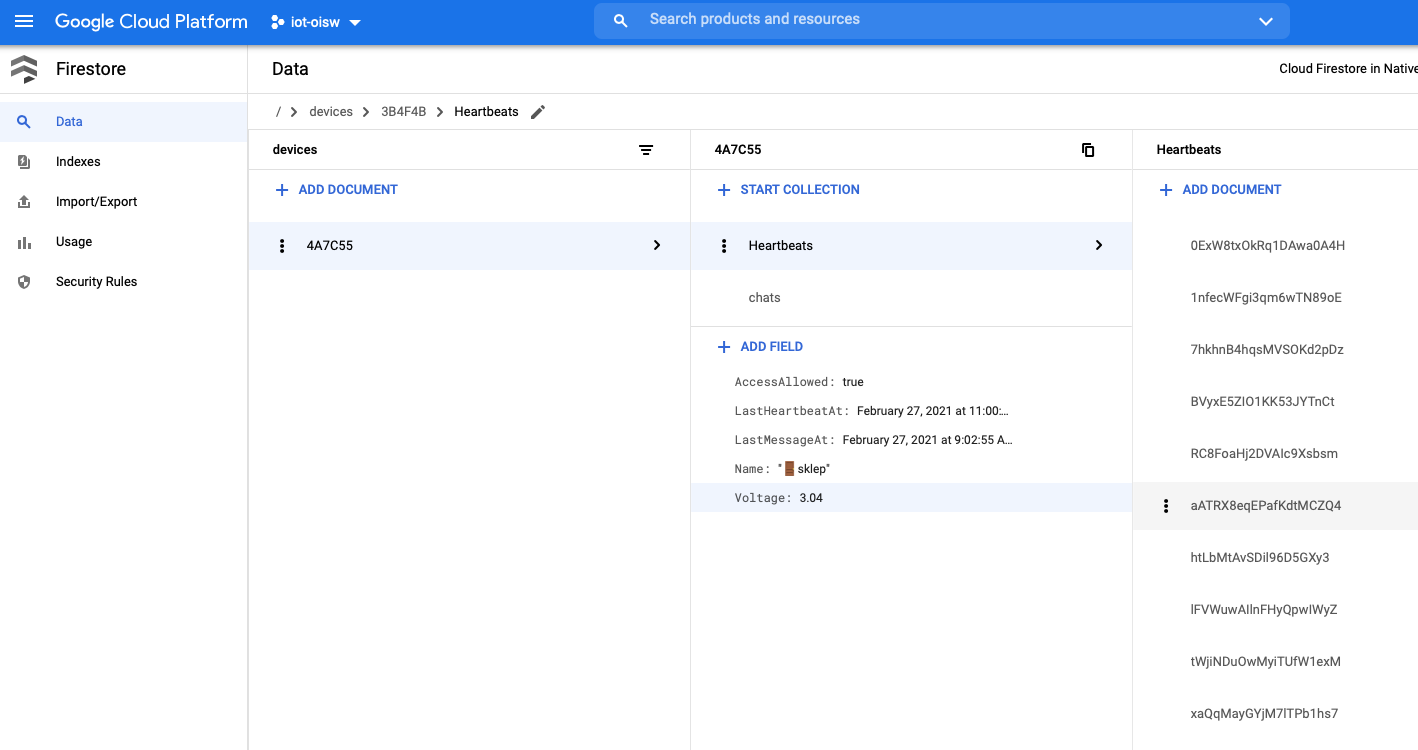 Google Cloud Platform
iot-oisw
Search products and resources
Firestore
Data
Cloud Firestore in Native
Data
Indexes
Import/Export
Usage
Security Rules
/ > devices > 3B4F4B > Heartbeats
devices
+ ADD DOCUMENT
4A7C55
4A7C55
+ START COLLECTION
Heartbeats
chats
+ ADD FIELD
AccessAllowed: true
LastHeartbeatAt: February 27, 2021 at 11:00:...
LastMessageAt: February 27, 2021 at 9:02:55 A...
Name: "🚪sklep"
Voltage: 3.04
Heartbeats
+ ADD DOCUMENT
0ExW8txOkRq1DAwa0A4H
1nfecWFgi3qm6wTN89oE
7hkhnB4hqsMVSOKd2pDz
BVyxE5ZIO1KK53JYTnCt
RC8FoaHj2DVAIc9Xsbsm
aATRX8eqEPafKdtMCZQ4
htLbMtAvSDil96D5GXy3
lFVWuwAIlnFHyQpwIWyZ
tWjiNDuOwMyiTUfW1exM
xaQqMayGYjM7lTPb1hs7